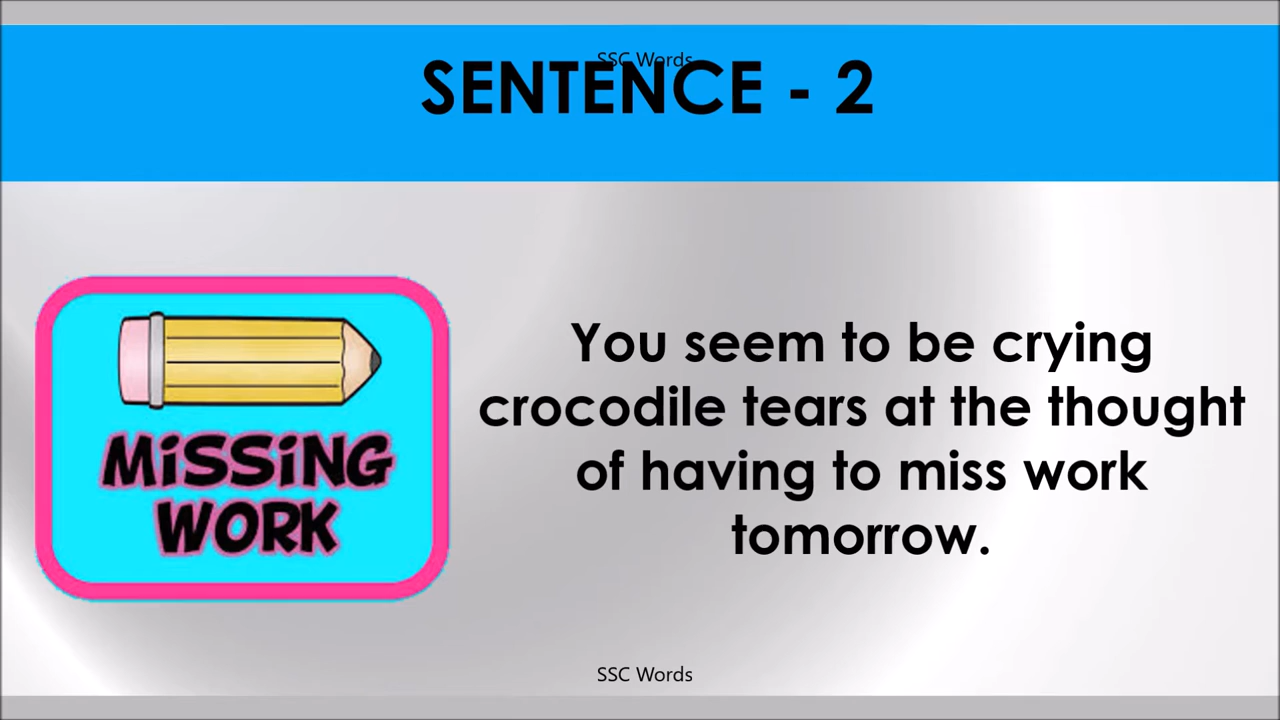 SSC Words
SENTENCE - 2
MiSSiNG
WORK
You seem to be crying
crocodile tears at the thought
of having to miss work
tomorrow.
SSC Words